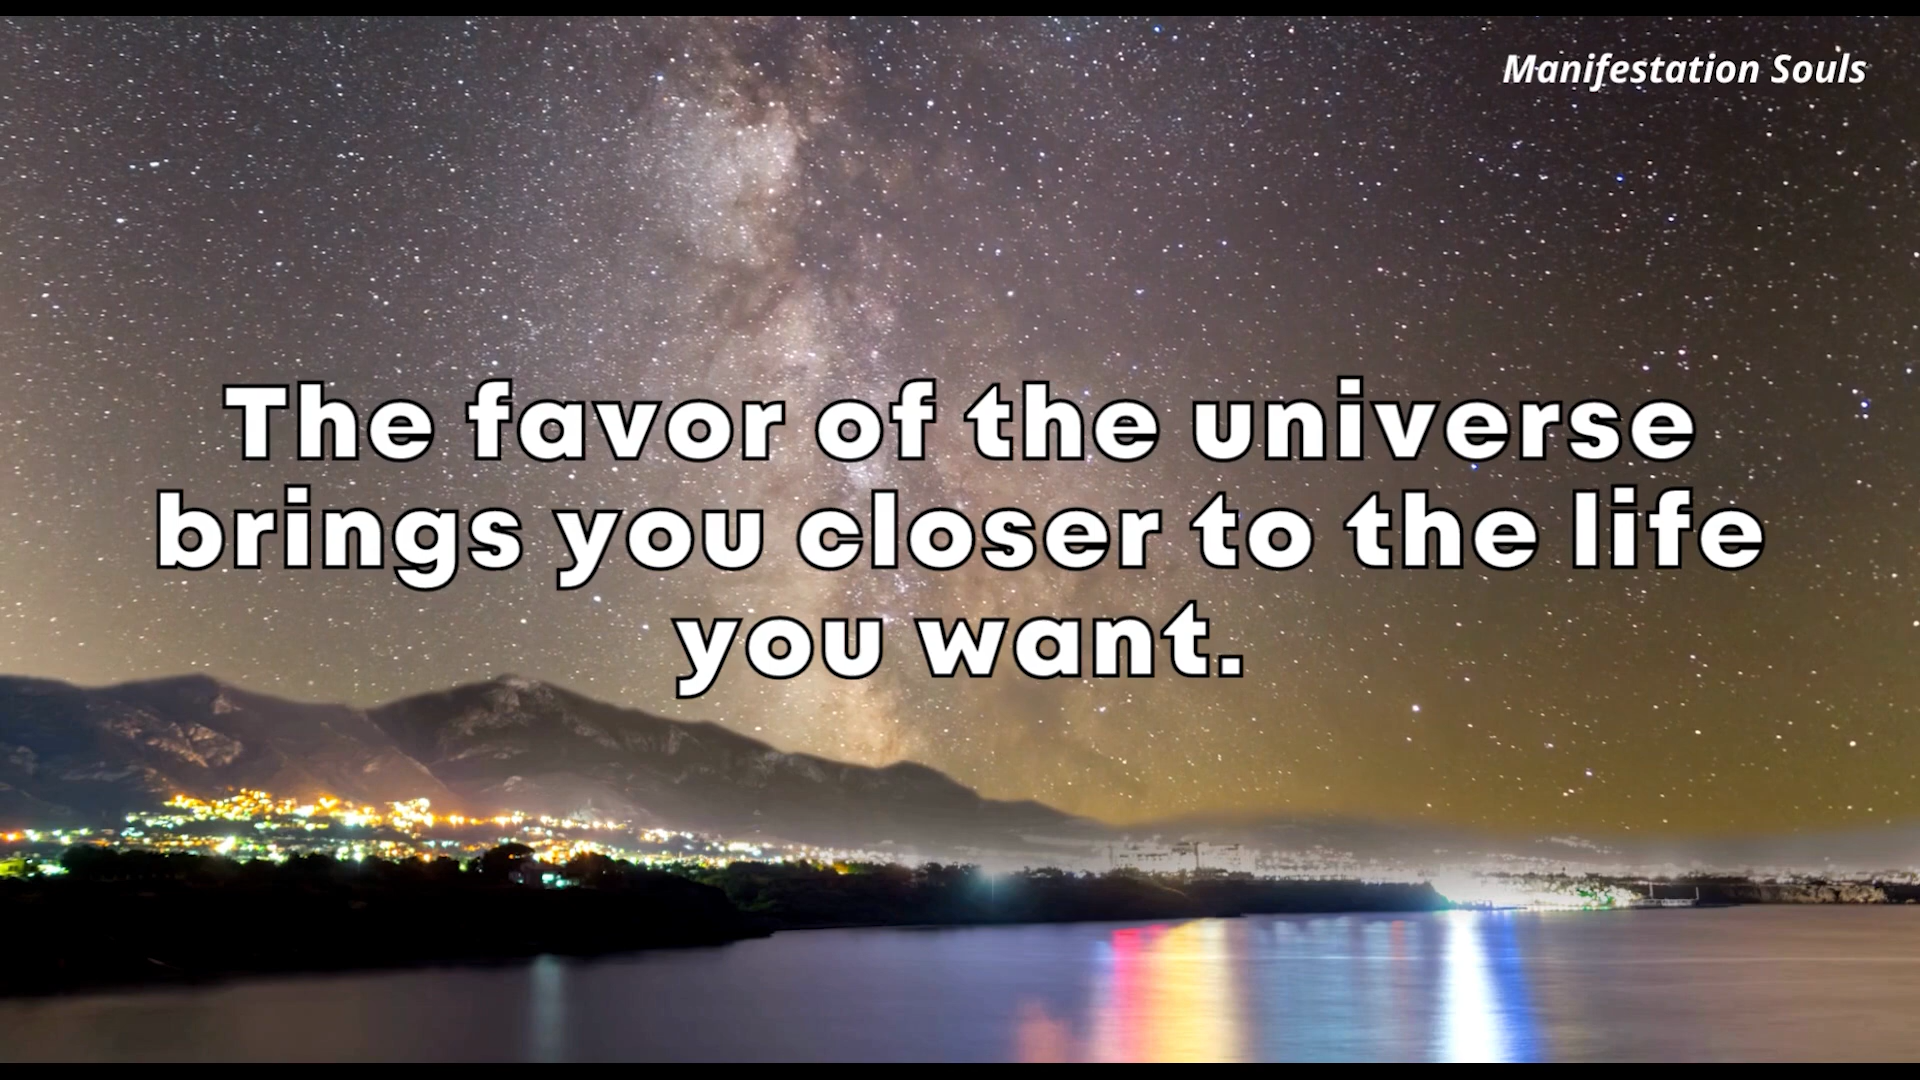 Manifestation Souls
The favor of the universe
brings you closer to the life
you want.